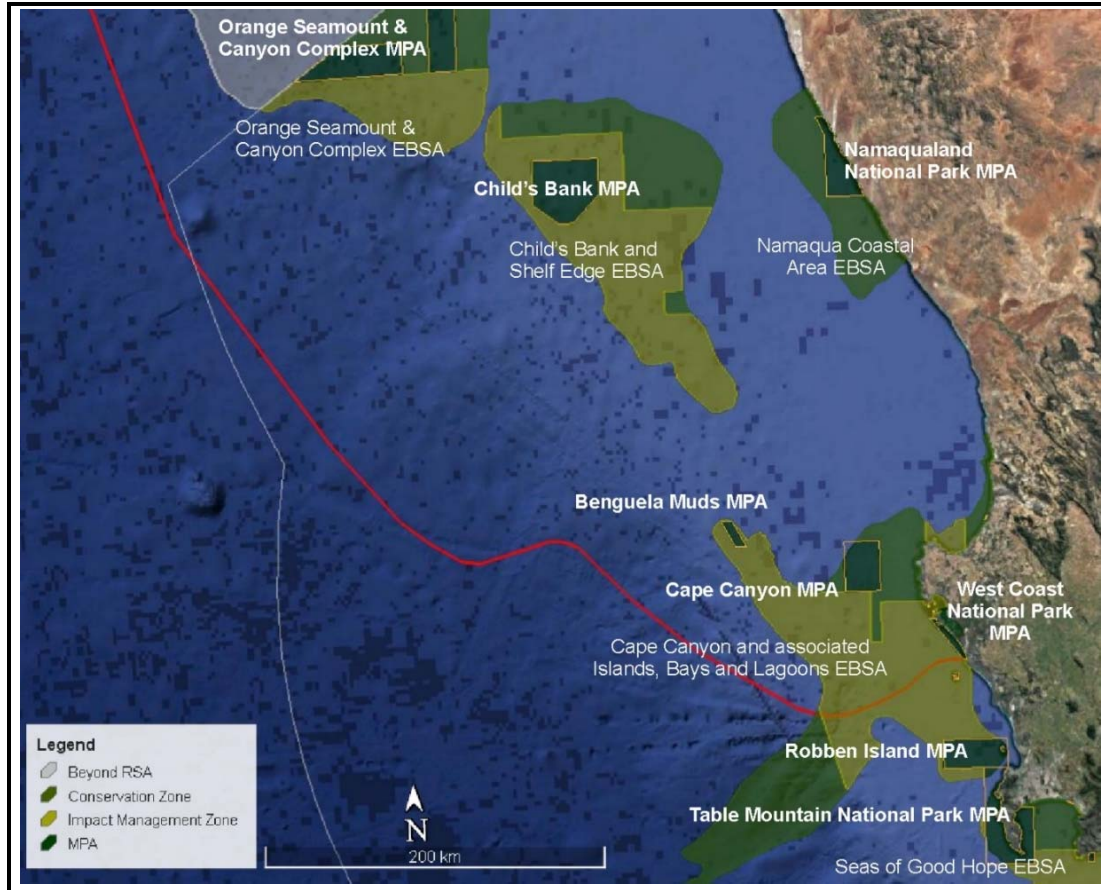 Orange Seamount &
Canyon Complex MPA
Orange Seamount &
Canyon Complex EBSA
Namaqualand
National Park MPA
Child's Bank MPA
Child's Bank and
Shelf Edge EBSA
Namaqua Coastal
Area EBSA
Benguela Muds MPA
Cape Canyon MPA
West Coast
National Park
MPA
Cape Canyon and associated
Islands, Bays and Lagoons EBSA
Robben Island MPA
Table Mountain National Park MPA
Seas of Good Hope EBSA
Legend
Beyond RSA
Conservation Zone
Impact Management Zone
MPA
N
200 km